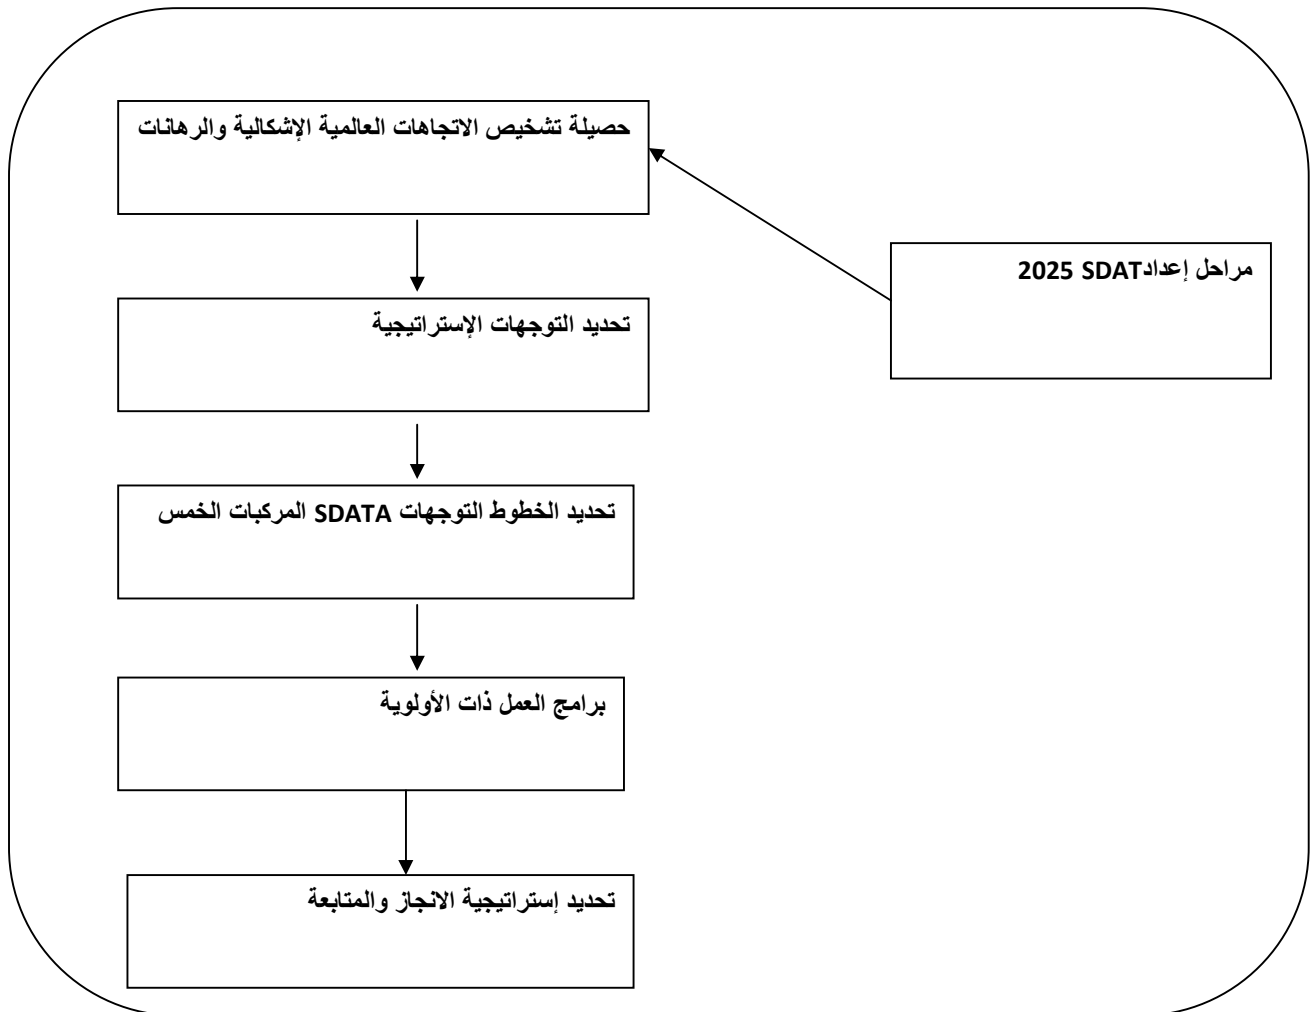 حصيلة تشخيص الاتجاهات العالمية الإشكالية والرهانات
مراحل إعدادSDAT 2025
تحديد التوجهات الإستراتيجية
تحديد الخطوط التوجهات SDATA المركبات الخمس
برامج العمل ذات الأولوية
تحديد إستراتيجية الانجاز والمتابعة